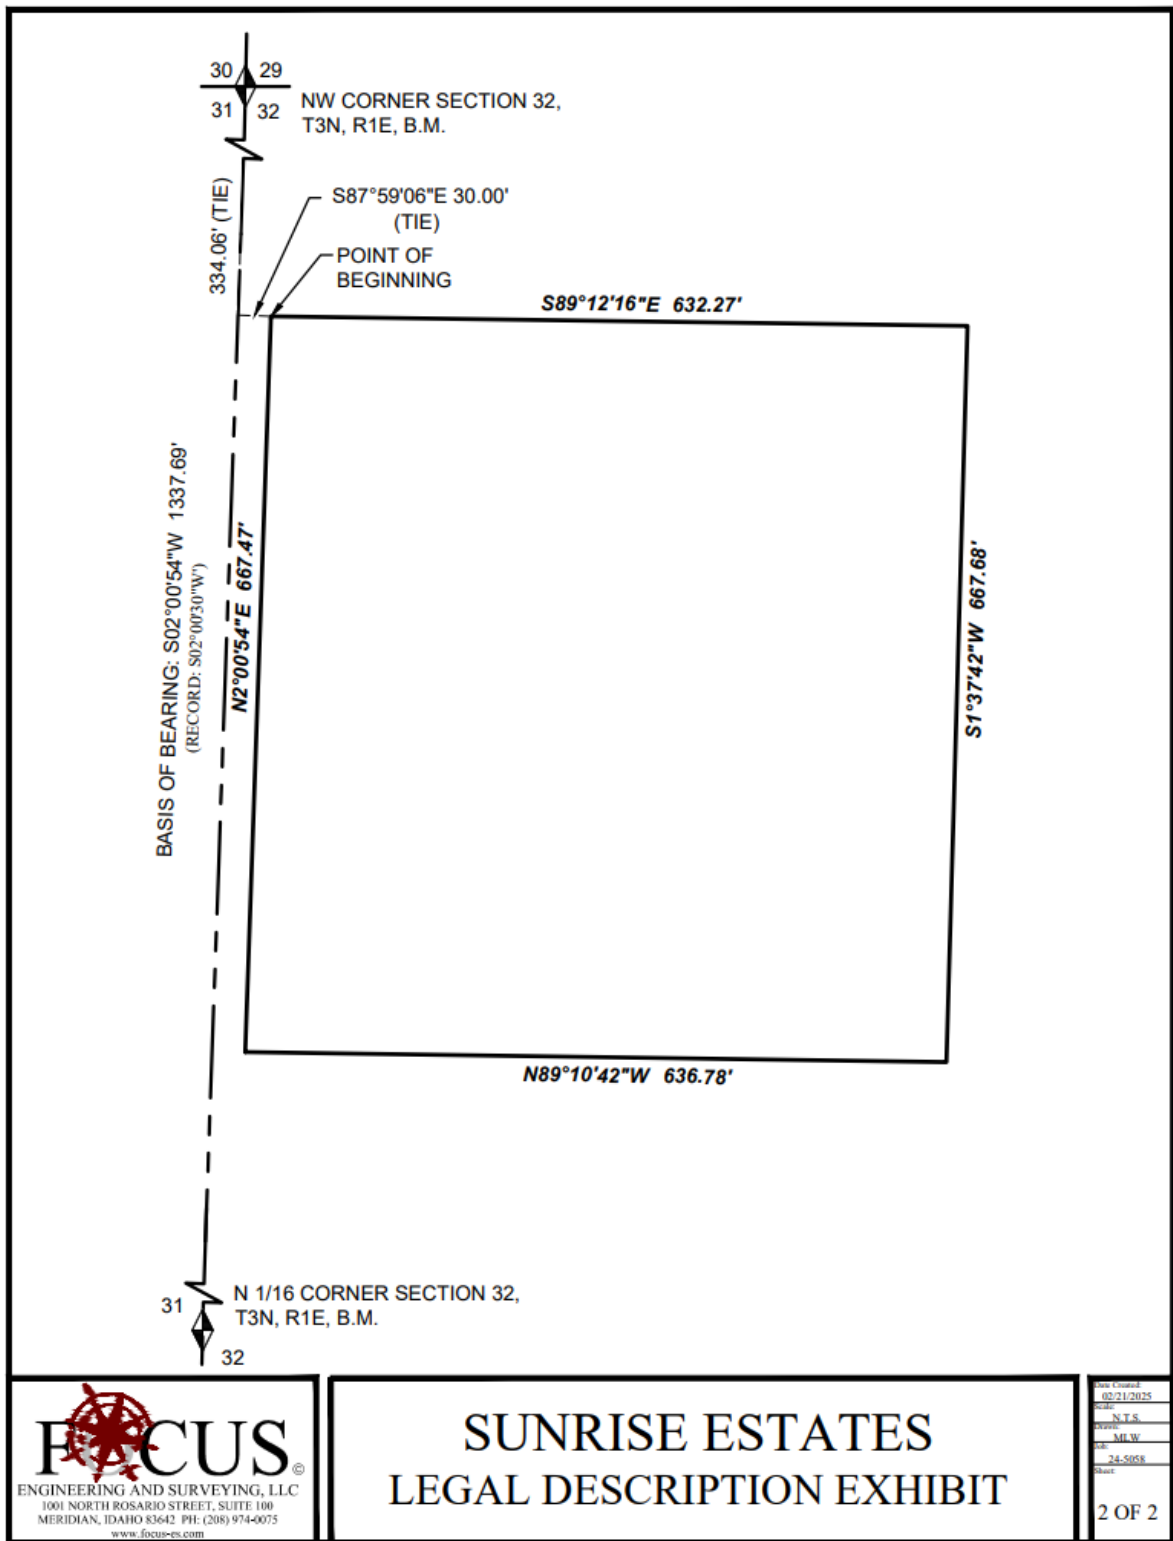 30 29
31 32
NW CORNER SECTION 32,
T3N, R1E, B.M.
334.06' (TIE)
S87°59'06"E 30.00'
(TIE)
POINT OF
BEGINNING
S89°12'16"E 632.27'
BASIS OF BEARING: S02°00'54"W 1337.69'
(RECORD: S02°00'30"W')
N2°00'54"E 667.47'
S1°37'42"W 667.68'
N89°10'42"W 636.78'
31
N 1/16 CORNER SECTION 32,
T3N, R1E, B.M.
32
FOCUS©
ENGINEERING AND SURVEYING, LLC
1001 NORTH ROSARIO STREET, SUITE 100
MERIDIAN, IDAHO 83642 PH: (208) 974-0075
www.focus-es.com
SUNRISE ESTATES
LEGAL DESCRIPTION EXHIBIT
Date Created:
02/21/2025
Scale:
N.T.S.
Drawn:
MLW
Job:
24-5058
Sheet:
2 OF 2